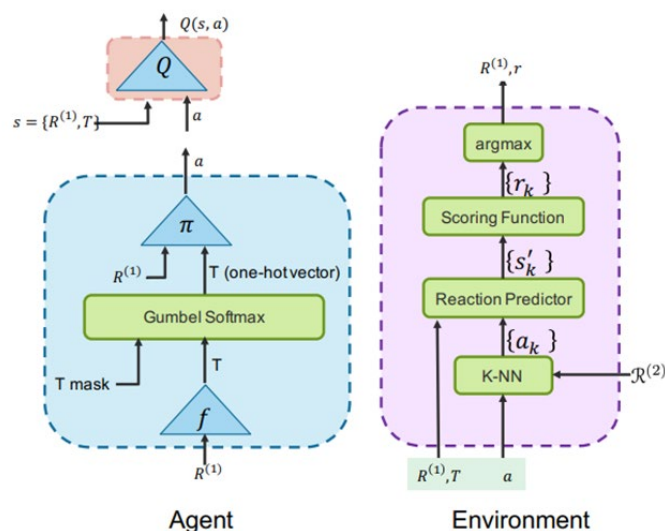 Q(s, a)
Q
s = {R^(1), T}
a
a
π
R^(1)
T (one-hot vector)
Gumbel Softmax
T mask
T
f
R^(1)
Agent
R^(1), r
argmax
{r_k }
Scoring Function
{s'_k }
Reaction Predictor
{a_k }
K-NN
ℛ^(2)
R^(1), T
a
Environment